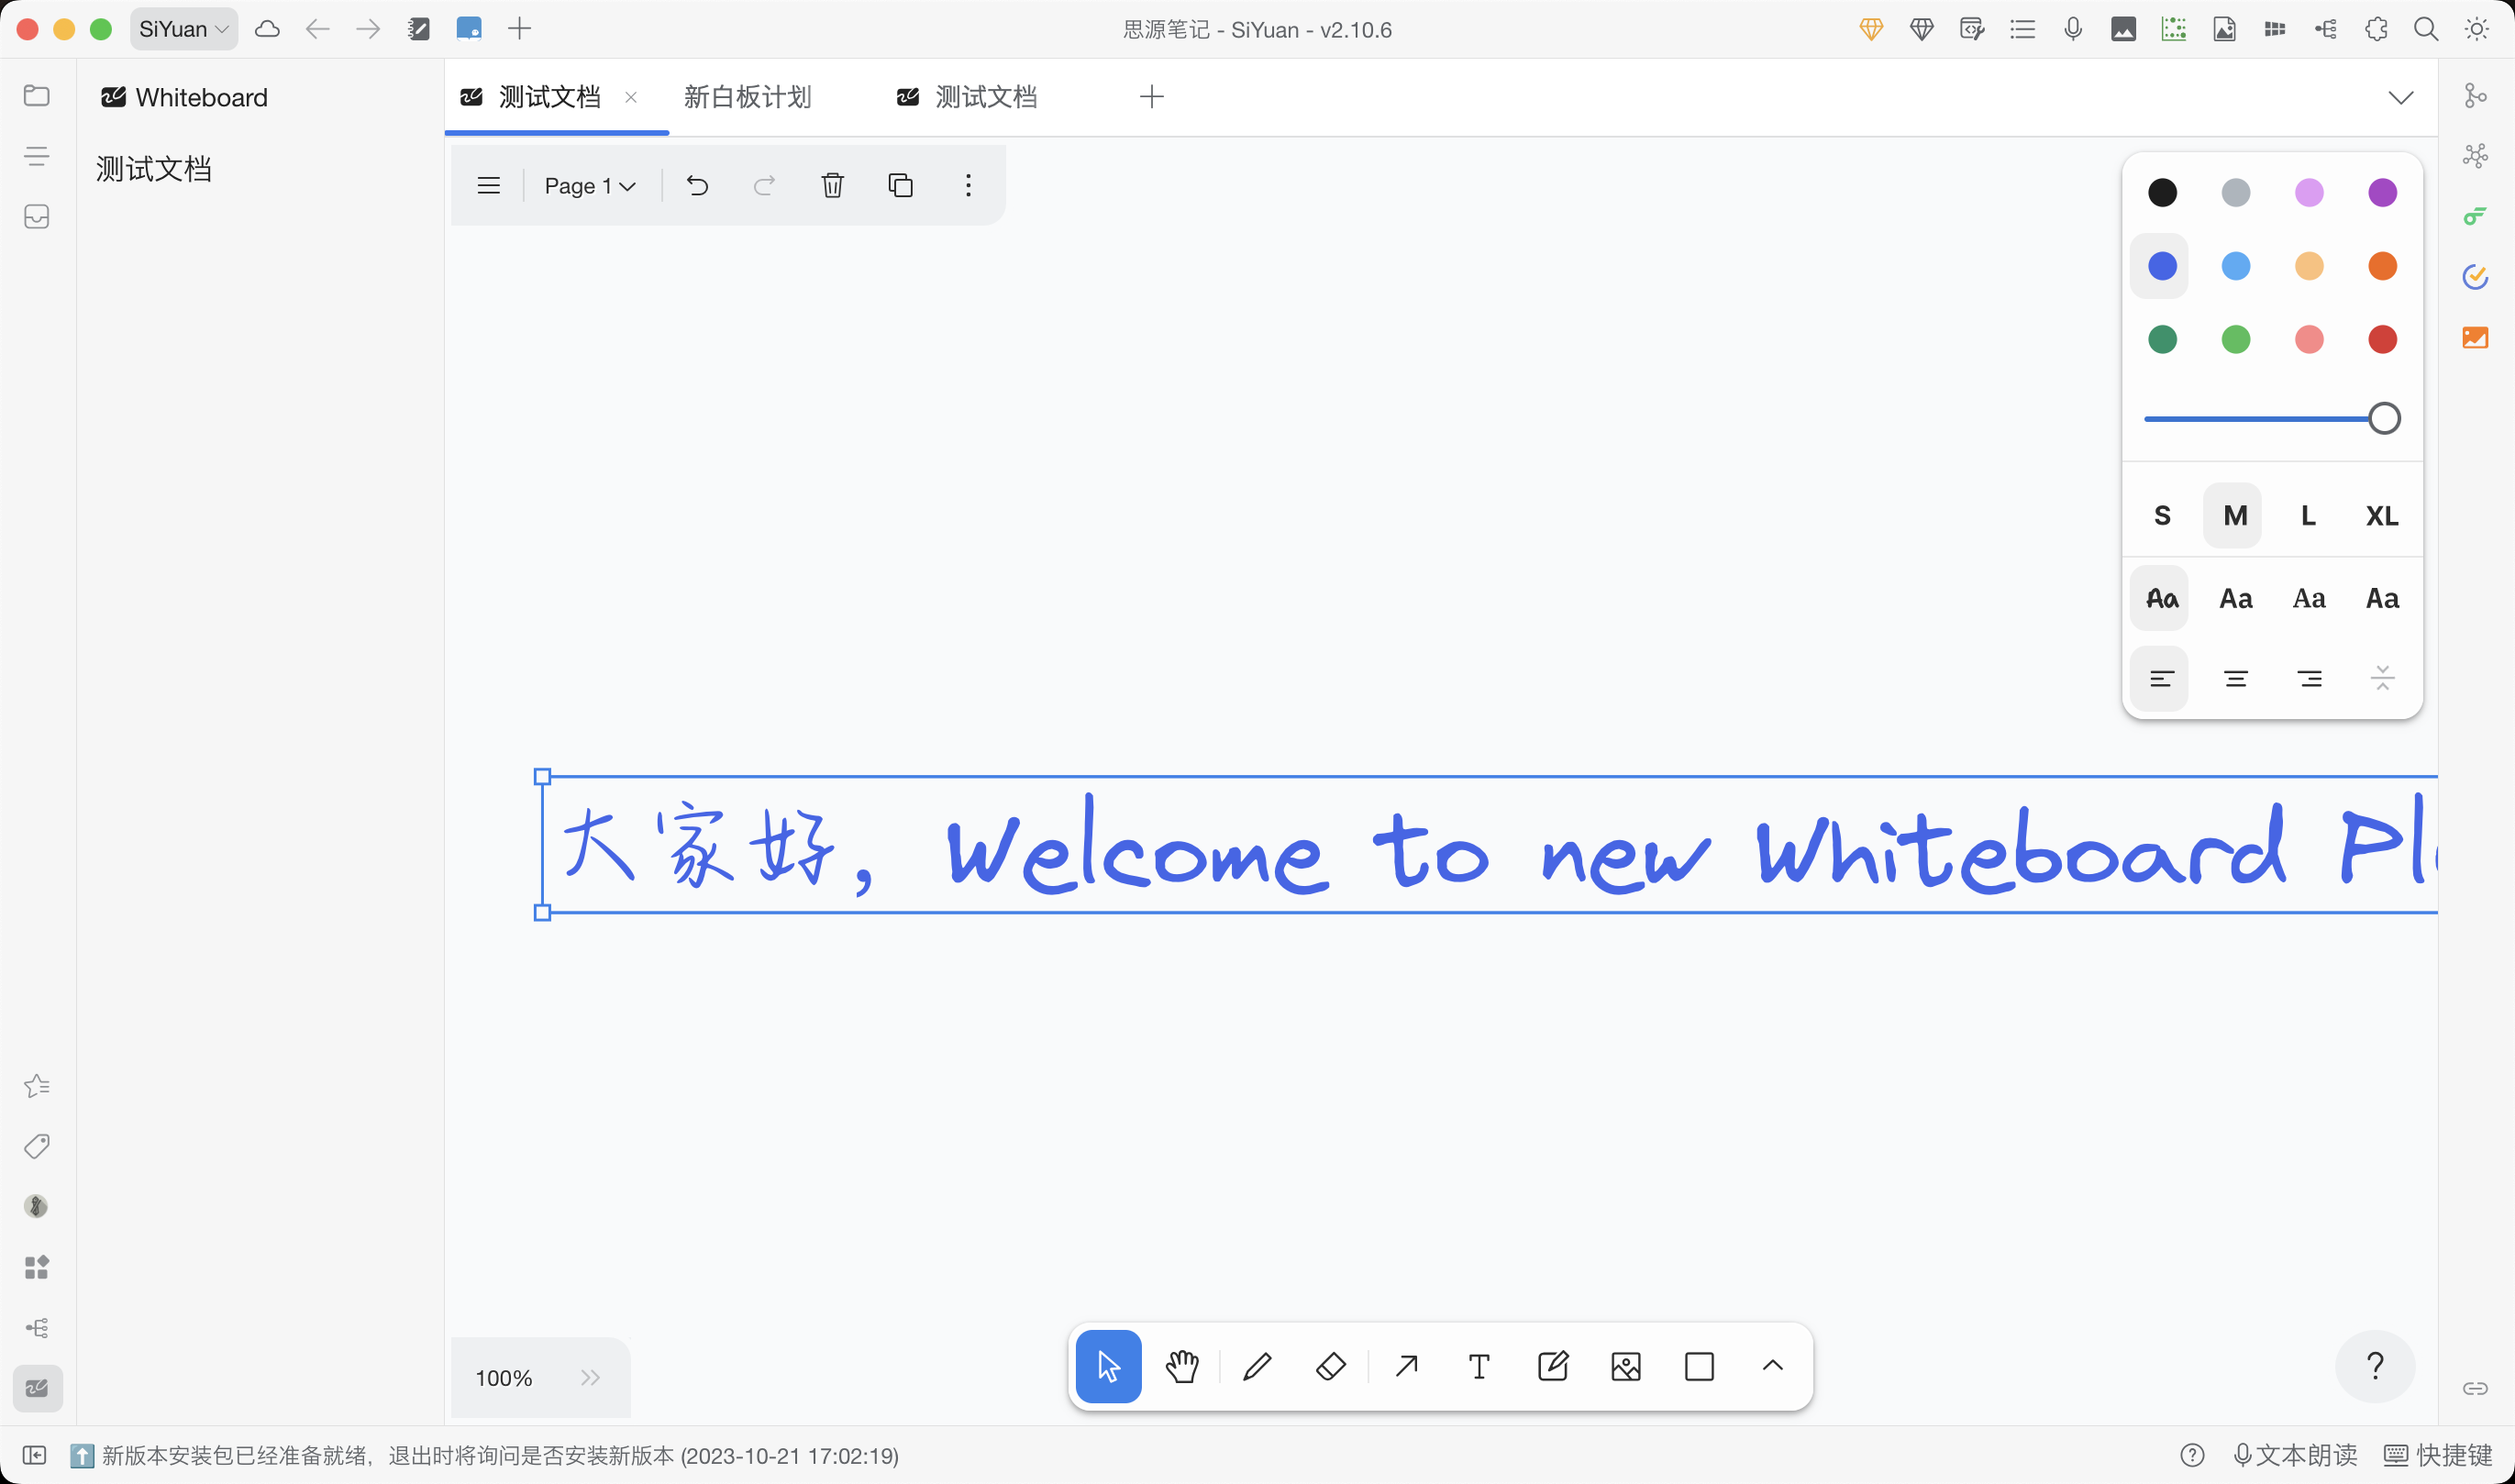 SiYuan
思源笔记 - SiYuan - v2.10.6
Whiteboard
测试文档
测试文档
新白板计划
测试文档
Page 1
S M L XL
Aa Aa Aa Aa
大家好, Welcome to new Whiteboard
100%
?
新版本安装包已经准备就绪，退出时将询问是否安装新版本 (2023-10-21 17:02:19)
文本朗读
快捷键